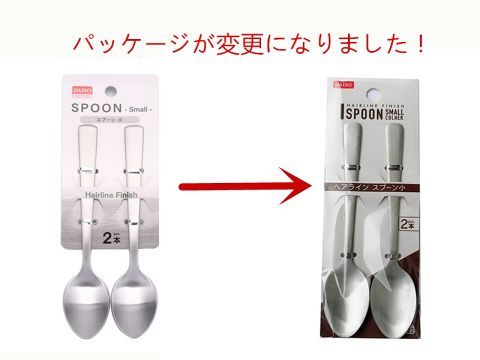 パッケージが変更になりました！
DAISO
SPOON - Small -
スプーン 小
Hairline Finish
2本
DAISO
HAIRLINE FINISH
SPOON SMALL
COLHER
ヘアライン スプーン小
2本